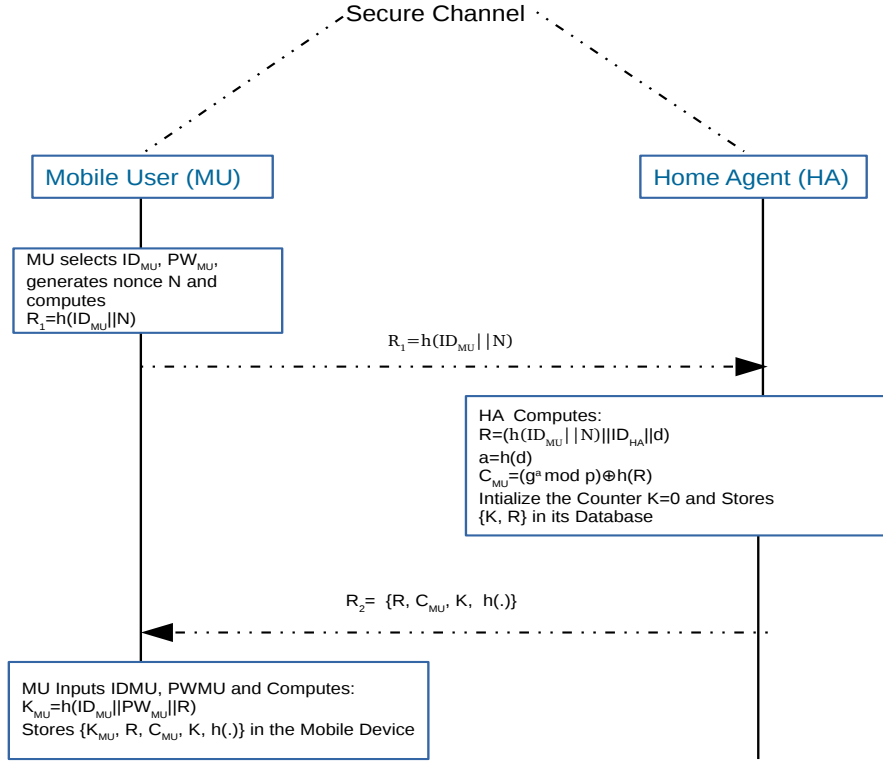 Secure Channel
Mobile User (MU)
Home Agent (HA)
MU selects ID_MU, PW_MU,
generates nonce N and
computes
R_1=h(ID_MU||N)
R_1=h(ID_MU||N)
HA Computes:
R=(h(ID_MU||N)||ID_HA||d)
a=h(d)
C_MU=(g^a mod p)⊕h(R)
Intialize the Counter K=0 and Stores
{K, R} in its Database
R_2= {R, C_MU, K, h(.)}
MU Inputs IDMU, PWMU and Computes:
K_MU=h(ID_MU||PW_MU||R)
Stores {K_MU, R, C_MU, K, h(.)} in the Mobile Device